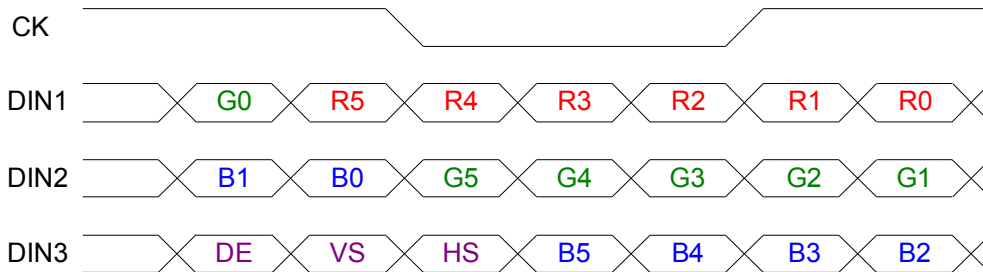 CK
DIN1 G0 R5 R4 R3 R2 R1 R0
DIN2 B1 B0 G5 G4 G3 G2 G1
DIN3 DE VS HS B5 B4 B3 B2